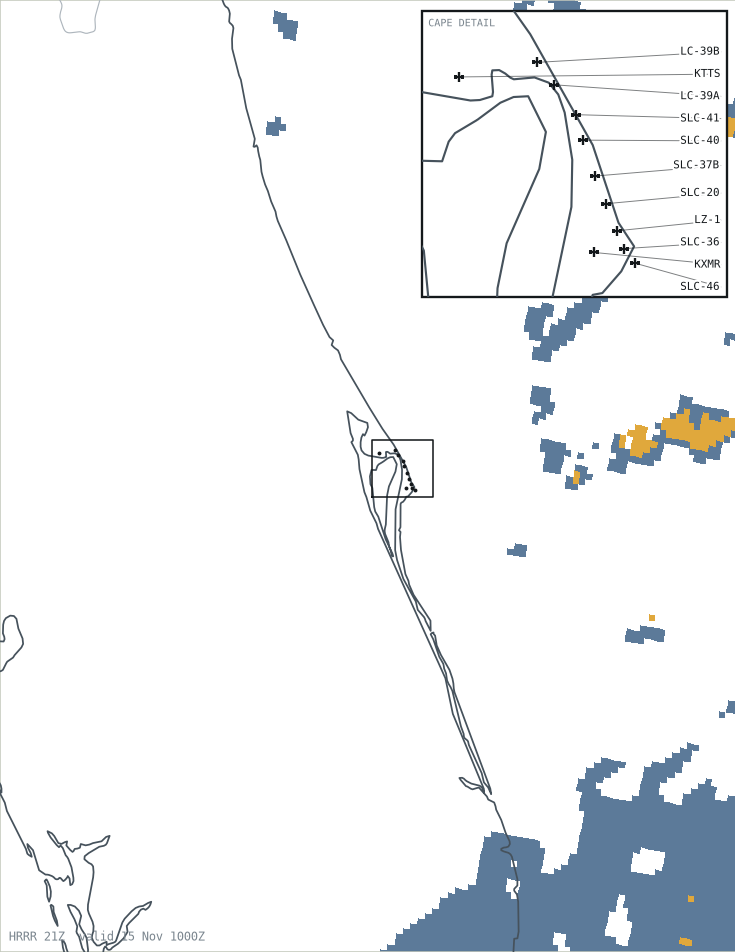 CAPE DETAIL
LC-39B
KTTS
LC-39A
SLC-41
SLC-40
SLC-37B
SLC-20
LZ-1
SLC-36
KXMR
SLC-46
HRRR 21Z valid 15 Nov 1000Z